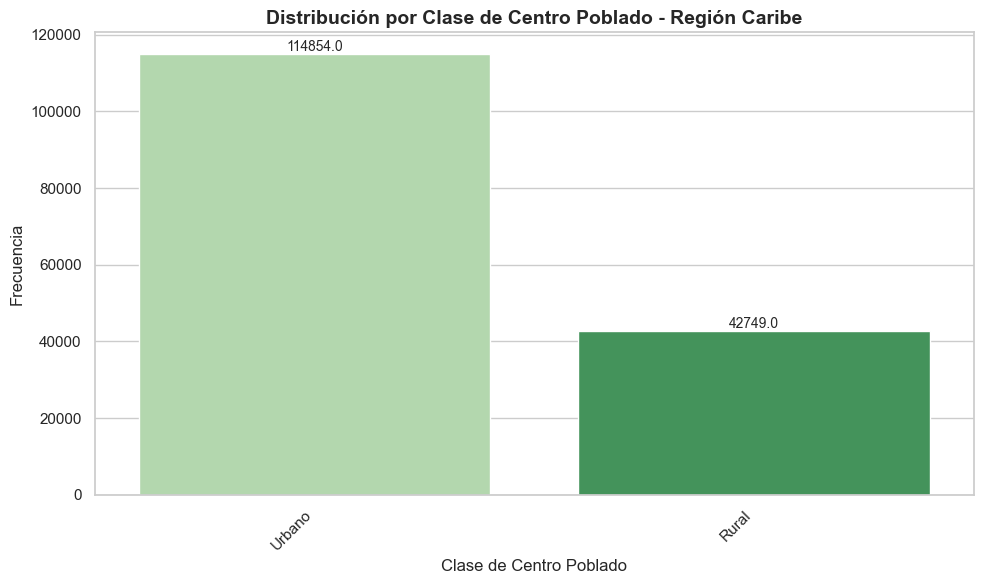 Distribución por Clase de Centro Poblado - Región Caribe
120000
114854.0
100000
80000
60000
42749.0
40000
20000
0
Frecuencia
Urbano
Rural
Clase de Centro Poblado